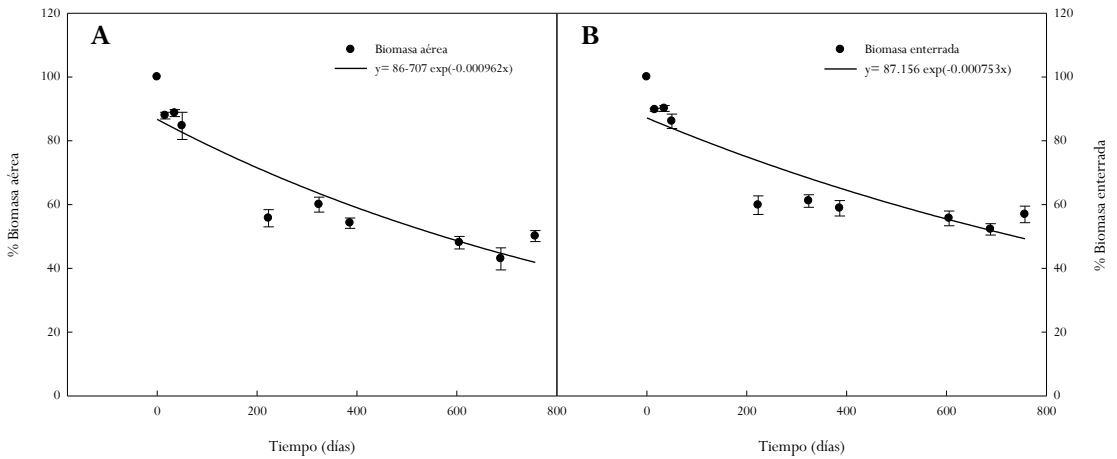 A
Biomasa aérea
y= 86-707 exp(-0.000962x)
% Biomasa aérea
120
100
80
60
40
20
0
0 200 400 600 800
Tiempo (días)
B
Biomasa enterrada
y= 87.156 exp(-0.000753x)
0 200 400 600 800
Tiempo (días)
120
100
80
60
40
20
0
% Biomasa enterrada